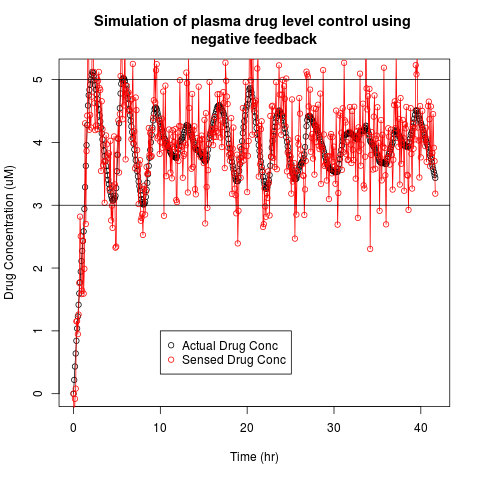 Simulation of plasma drug level control using
negative feedback
Drug Concentration (uM)
5
4
3
2
1
0
Actual Drug Conc
Sensed Drug Conc
0 10 20 30 40
Time (hr)